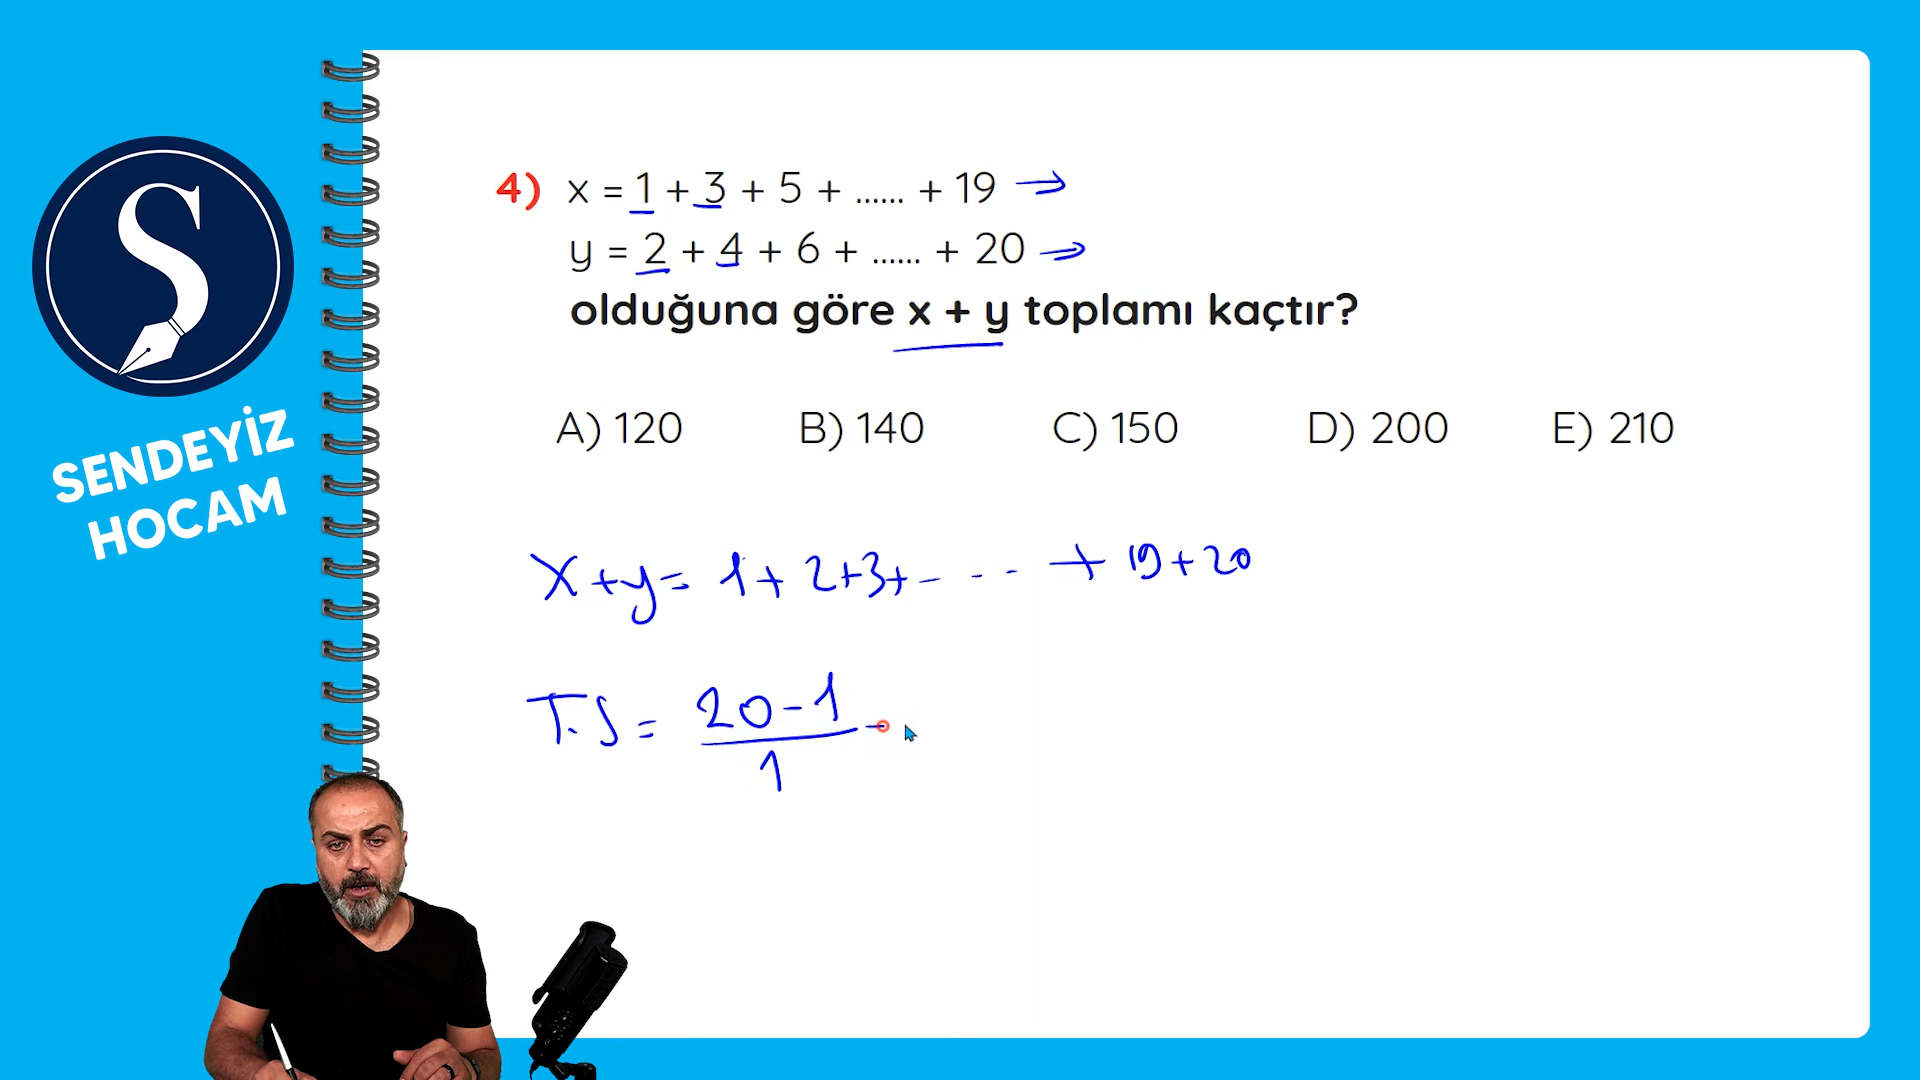 SENDEYİZ
HOCAM
4) x = 1 + 3 + 5 + ...... + 19 ⇒
y = 2 + 4 + 6 + ...... + 20 ⇒
olduğuna göre x + y toplamı kaçtır?
A) 120 B) 140 C) 150 D) 200 E) 210
x+y= 1+2+3+- -- +19+20
T.S = 20-1
1